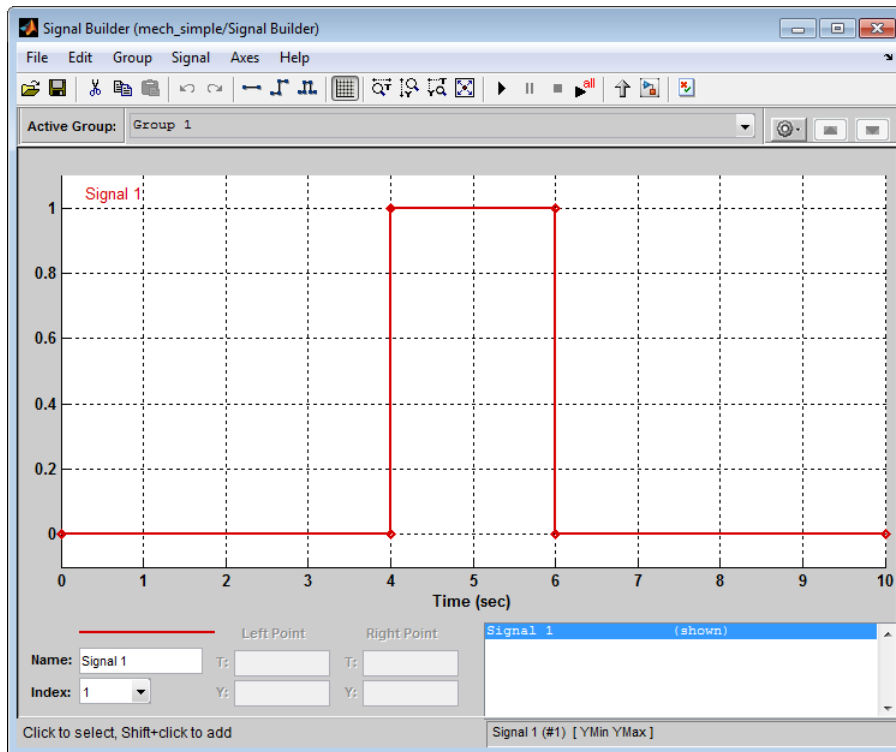 Signal Builder (mech_simple/Signal Builder)
File Edit Group Signal Axes Help
all
Active Group: Group 1
Signal 1
1
0.8
0.6
0.4
0.2
0
0 1 2 3 4 5 6 7 8 9 10
Time (sec)
Left Point Right Point
Name: Signal 1 T: T:
Index: 1 Y: Y:
Signal 1 (shown)
Click to select, Shift+click to add
Signal 1 (#1) [ YMin YMax ]